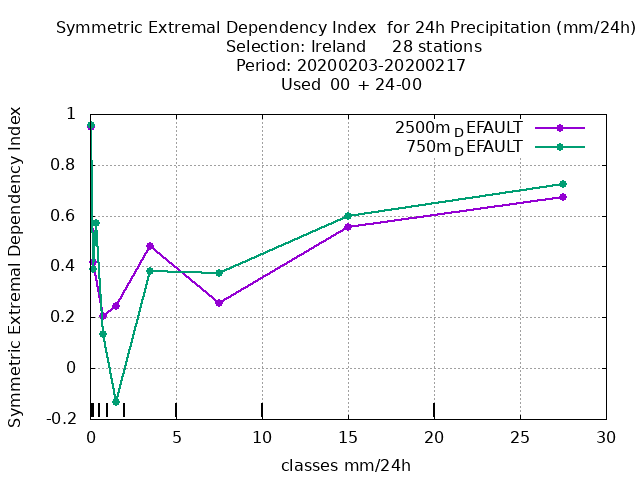 Symmetric Extremal Dependency Index  for 24h Precipitation (mm/24h)
Selection: Ireland     28 stations
Period: 20200203-20200217
Used  00 + 24-00
Symmetric Extremal Dependency Index
1
0.8
0.6
0.4
0.2
0
-0.2
2500m_DEFAULT
750m_DEFAULT
0 5 10 15 20 25 30
classes mm/24h